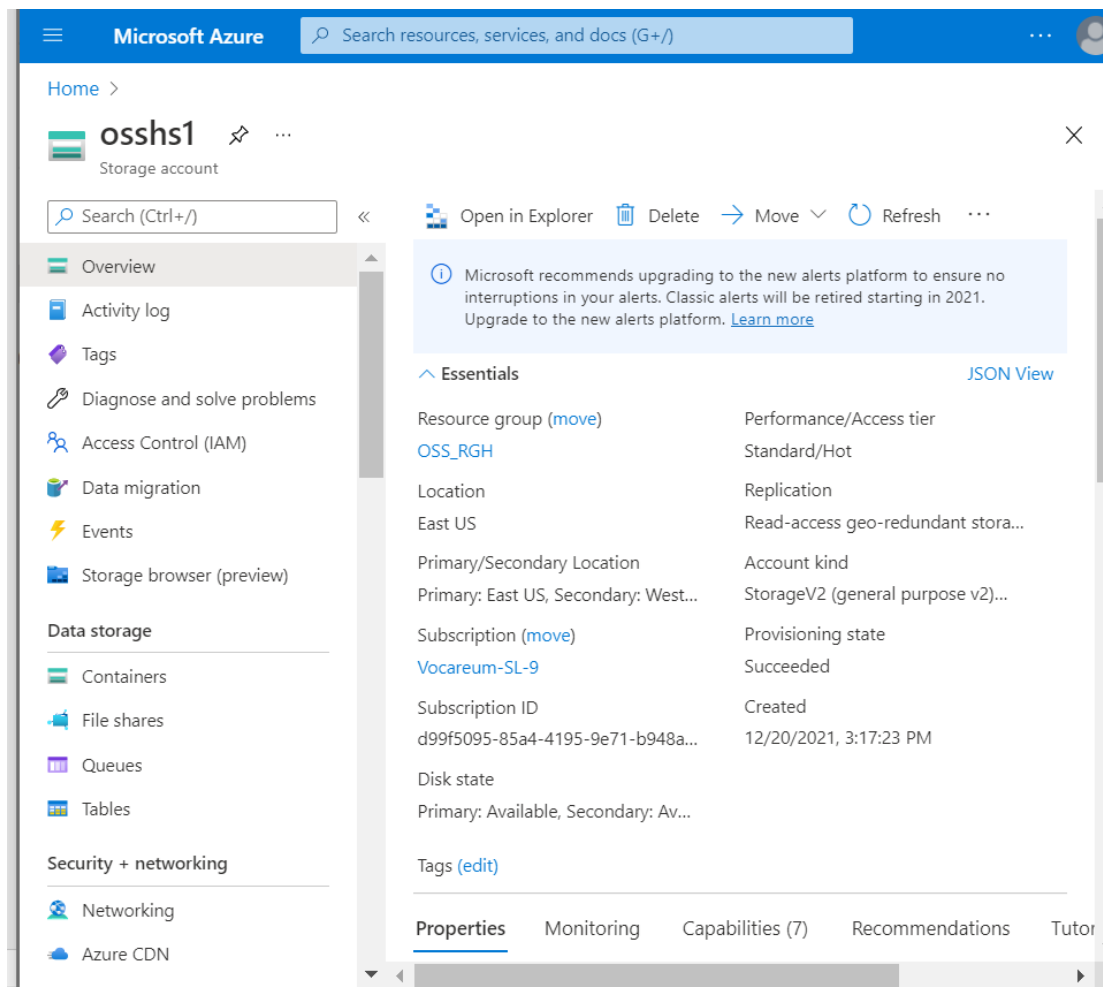 Microsoft Azure
Search resources, services, and docs (G+/)
...
Home >
osshs1 ...
Storage account
Search (Ctrl+/)
«
Overview
Activity log
Tags
Diagnose and solve problems
Access Control (IAM)
Data migration
Events
Storage browser (preview)
Data storage
Containers
File shares
Queues
Tables
Security + networking
Networking
Azure CDN
Open in Explorer Delete Move Refresh ...
Microsoft recommends upgrading to the new alerts platform to ensure no
interruptions in your alerts. Classic alerts will be retired starting in 2021.
Upgrade to the new alerts platform. Learn more
Essentials
JSON View
Resource group (move)
OSS_RGH
Location
East US
Primary/Secondary Location
Primary: East US, Secondary: West...
Subscription (move)
Vocareum-SL-9
Subscription ID
d99f5095-85a4-4195-9e71-b948a...
Disk state
Primary: Available, Secondary: Av...
Performance/Access tier
Standard/Hot
Replication
Read-access geo-redundant stora...
Account kind
StorageV2 (general purpose v2)...
Provisioning state
Succeeded
Created
12/20/2021, 3:17:23 PM
Tags (edit)
Properties Monitoring Capabilities (7) Recommendations Tutor